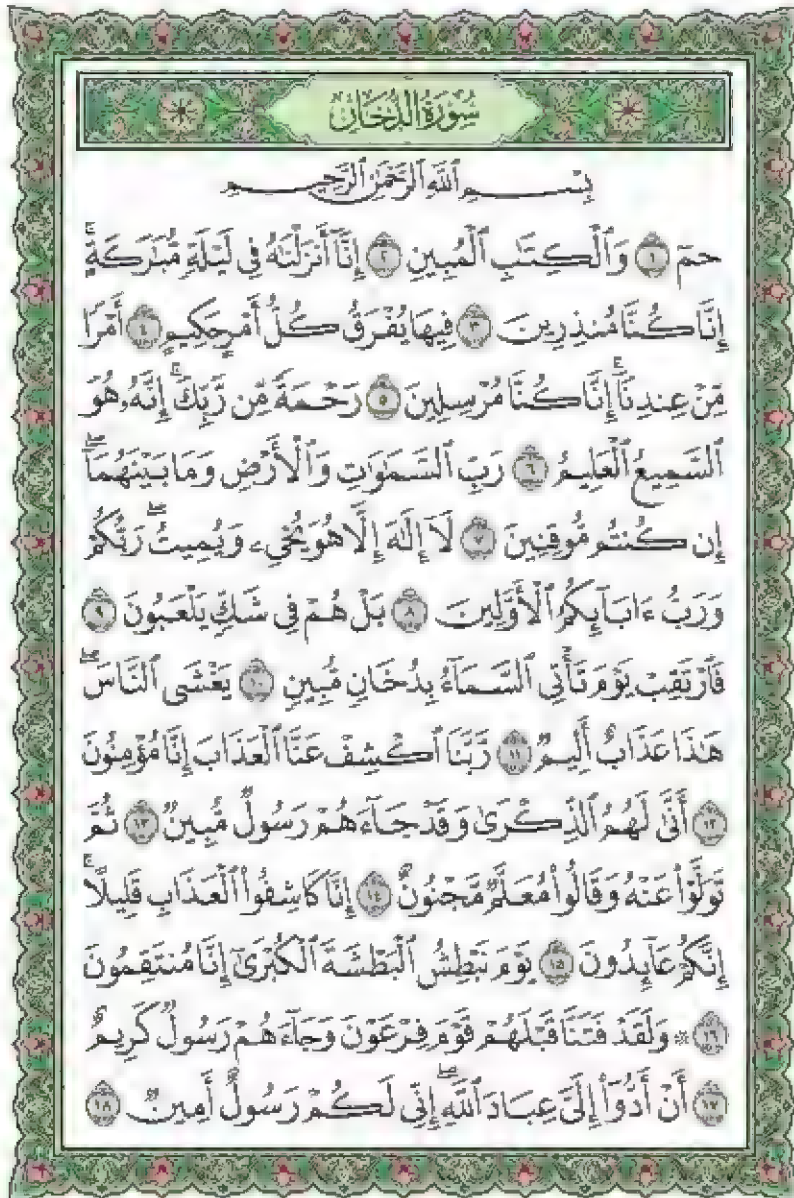 سُورَةُ الدُّخَانِ
بِسْمِ ٱللَّهِ ٱلرَّحْمَٰنِ ٱلرَّحِيمِ
حمٓ ١ وَٱلْكِتَٰبِ ٱلْمُبِينِ ٢ إِنَّآ أَنزَلْنَٰهُ فِى لَيْلَةٍ مُّبَٰرَكَةٍ ۚ
إِنَّا كُنَّا مُنذِرِينَ ٣ فِيهَا يُفْرَقُ كُلُّ أَمْرٍ حَكِيمٍ ٤ أَمْرًا
مِّنْ عِندِنَآ ۚ إِنَّا كُنَّا مُرْسِلِينَ ٥ رَحْمَةً مِّن رَّبِّكَ ۚ إِنَّهُۥ هُوَ
ٱلسَّمِيعُ ٱلْعَلِيمُ ٦ رَبِّ ٱلسَّمَٰوَٰتِ وَٱلْأَرْضِ وَمَا بَيْنَهُمَآ ۖ
إِن كُنتُم مُّوقِنِينَ ٧ لَآ إِلَٰهَ إِلَّا هُوَ يُحْىِۦ وَيُمِيتُ ۖ رَبُّكُمْ
وَرَبُّ ءَابَآئِكُمُ ٱلْأَوَّلِينَ ٨ بَلْ هُمْ فِى شَكٍّ يَلْعَبُونَ ٩
فَٱرْتَقِبْ يَوْمَ تَأْتِى ٱلسَّمَآءُ بِدُخَانٍ مُّبِينٍ ١٠ يَغْشَى ٱلنَّاسَ ۖ
هَٰذَا عَذَابٌ أَلِيمٌ ١١ رَّبَّنَا ٱكْشِفْ عَنَّا ٱلْعَذَابَ إِنَّا مُؤْمِنُونَ
١٢ أَنَّىٰ لَهُمُ ٱلذِّكْرَىٰ وَقَدْ جَآءَهُمْ رَسُولٌ مُّبِينٌ ١٣ ثُمَّ
تَوَلَّوْا۟ عَنْهُ وَقَالُوا۟ مُعَلَّمٌ مَّجْنُونٌ ١٤ إِنَّا كَاشِفُوا۟ ٱلْعَذَابِ قَلِيلًا ۚ
إِنَّكُمْ عَآئِدُونَ ١٥ يَوْمَ نَبْطِشُ ٱلْبَطْشَةَ ٱلْكُبْرَىٰٓ إِنَّا مُنتَقِمُونَ
١٦ ۞ وَلَقَدْ فَتَنَّا قَبْلَهُمْ قَوْمَ فِرْعَوْنَ وَجَآءَهُمْ رَسُولٌ كَرِيمٌ
١٧ أَنْ أَدُّوٓا۟ إِلَىَّ عِبَادَ ٱللَّهِ ۖ إِنِّى لَكُمْ رَسُولٌ أَمِينٌ ١٨